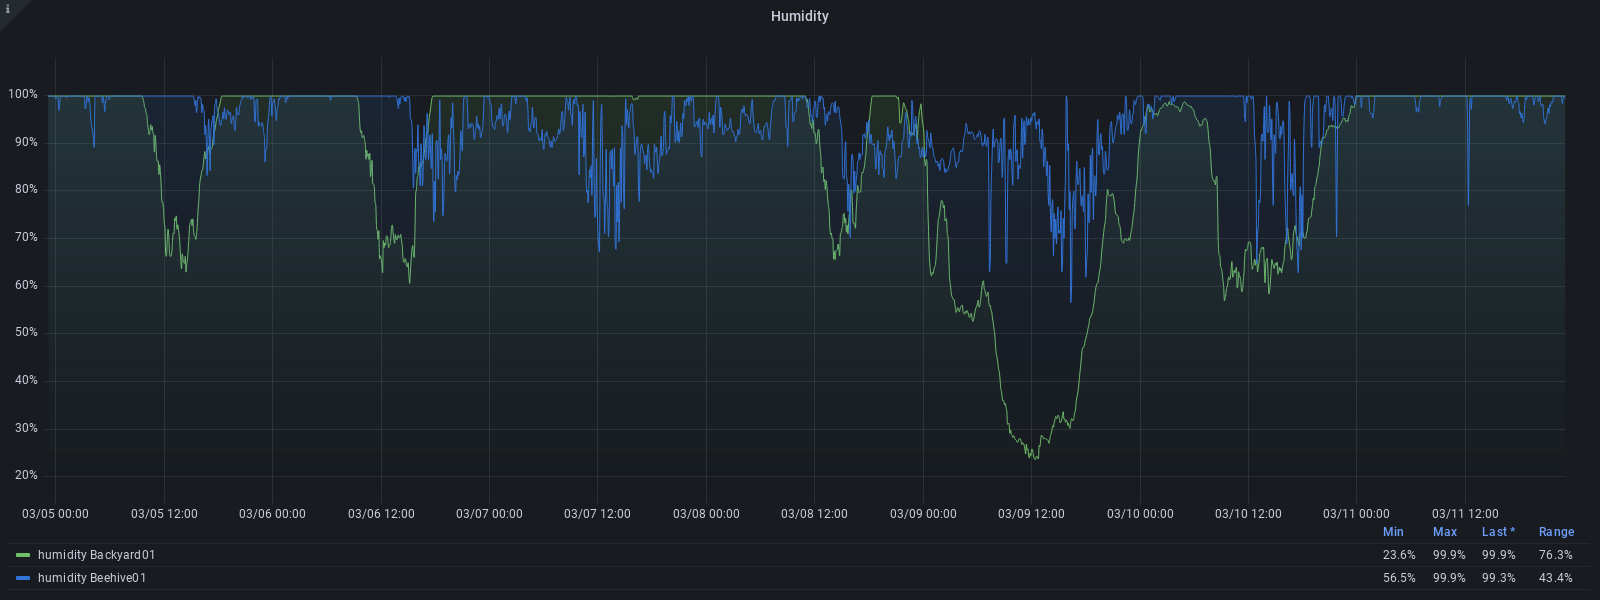 i
Humidity
100%
90%
80%
70%
60%
50%
40%
30%
20%
03/05 00:00 03/05 12:00 03/06 00:00 03/06 12:00 03/07 00:00 03/07 12:00 03/08 00:00 03/08 12:00 03/09 00:00 03/09 12:00 03/10 00:00 03/10 12:00 03/11 00:00 03/11 12:00
Min Max Last * Range
humidity Backyard01 23.6% 99.9% 99.9% 76.3%
humidity Beehive01 56.5% 99.9% 99.3% 43.4%